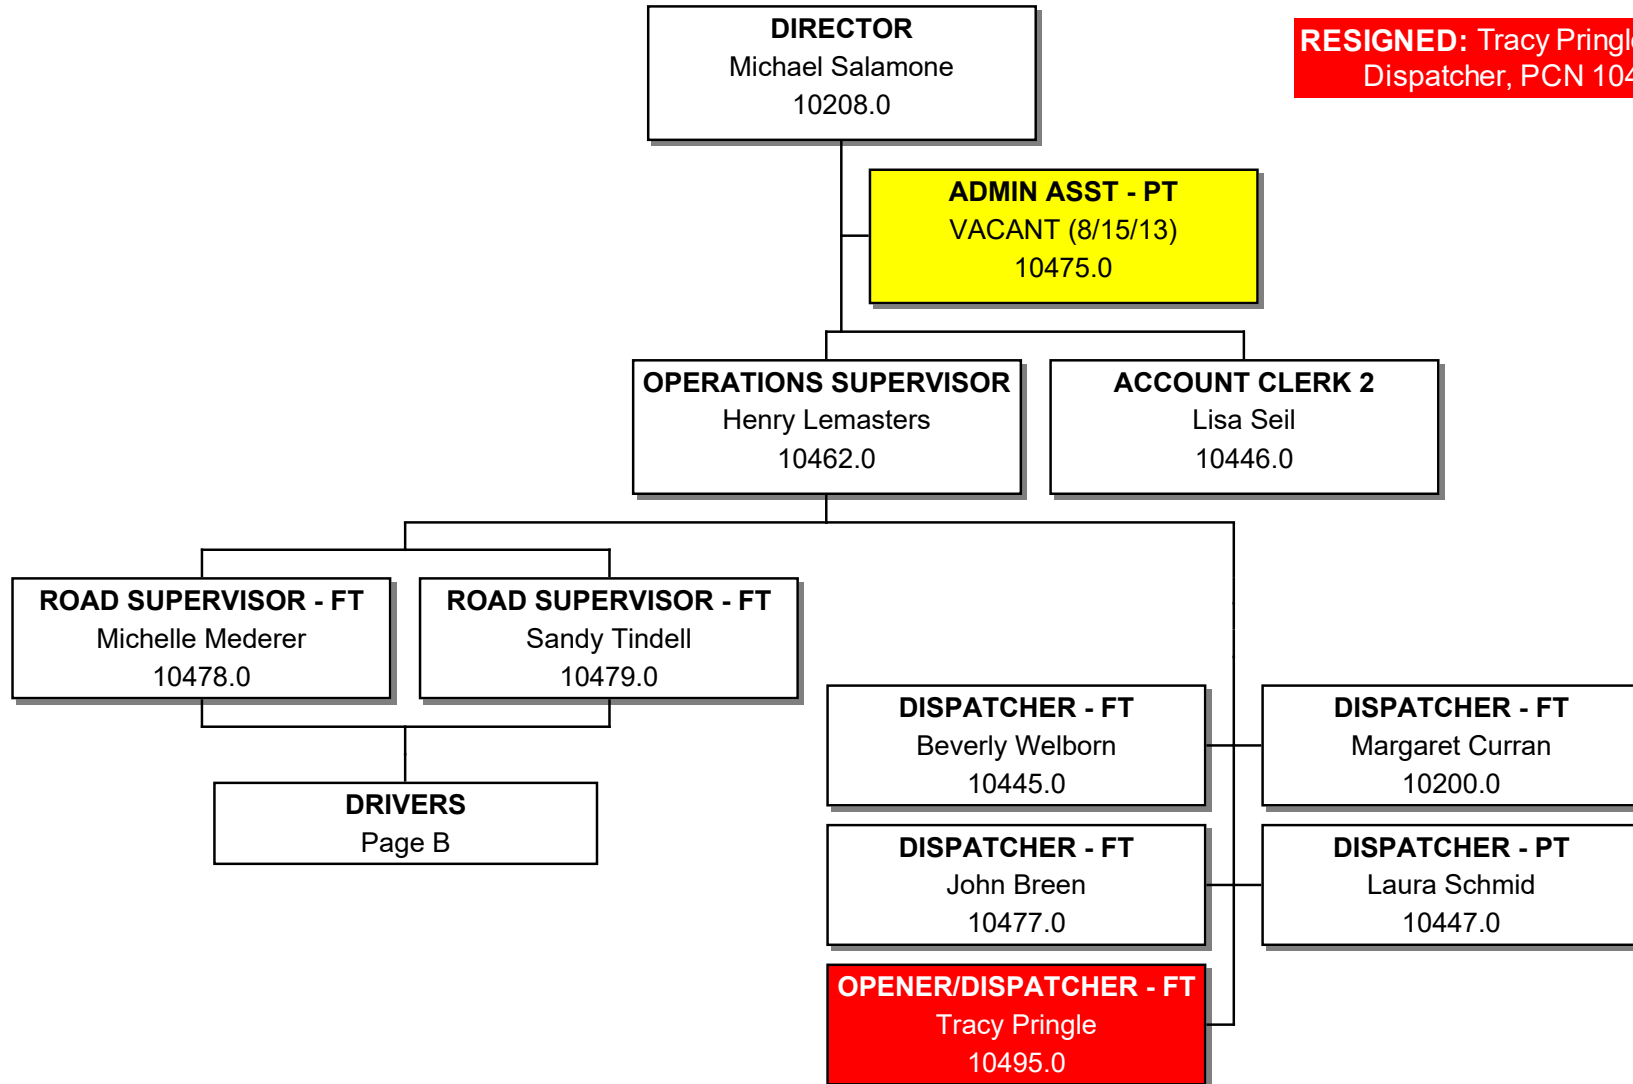 DIRECTOR
Michael Salamone
10208.0
RESIGNED: Tracy Pringle
Dispatcher, PCN 104
ADMIN ASST - PT
VACANT (8/15/13)
10475.0
OPERATIONS SUPERVISOR
Henry Lemasters
10462.0
ACCOUNT CLERK 2
Lisa Seil
10446.0
ROAD SUPERVISOR - FT
Michelle Mederer
10478.0
ROAD SUPERVISOR - FT
Sandy Tindell
10479.0
DRIVERS
Page B
DISPATCHER - FT
Beverly Welborn
10445.0
DISPATCHER - FT
Margaret Curran
10200.0
DISPATCHER - FT
John Breen
10477.0
DISPATCHER - PT
Laura Schmid
10447.0
OPENER/DISPATCHER - FT
Tracy Pringle
10495.0